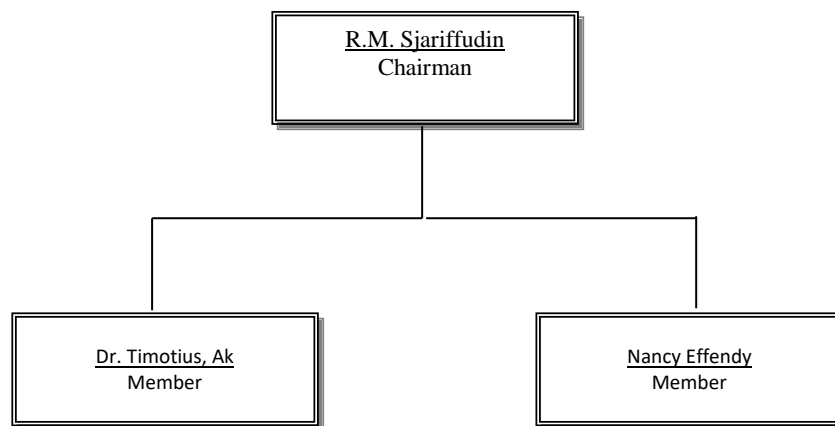 R.M. Sjariffudin
Chairman
Dr. Timotius, Ak
Member
Nancy Effendy
Member